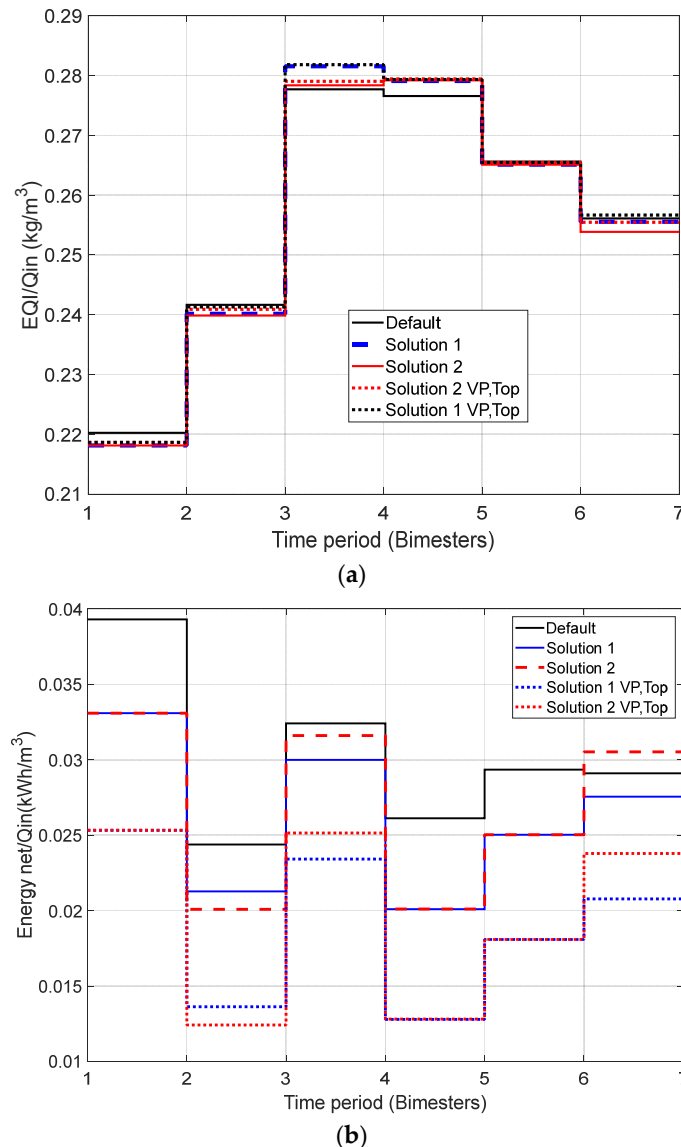 0.29
0.28
0.27
0.26
0.25
0.24
0.23
0.22
0.21
EQI/Qin (kg/m³)
Default
Solution 1
Solution 2
Solution 2 VP,Top
Solution 1 VP,Top
1 2 3 4 5 6 7
Time period (Bimesters)
(a)
0.04
0.035
0.03
0.025
0.02
0.015
0.01
Energy net/Qin(kWh/m³)
Default
Solution 1
Solution 2
Solution 1 VP,Top
Solution 2 VP,Top
1 2 3 4 5 6 7
Time period (Bimesters)
(b)